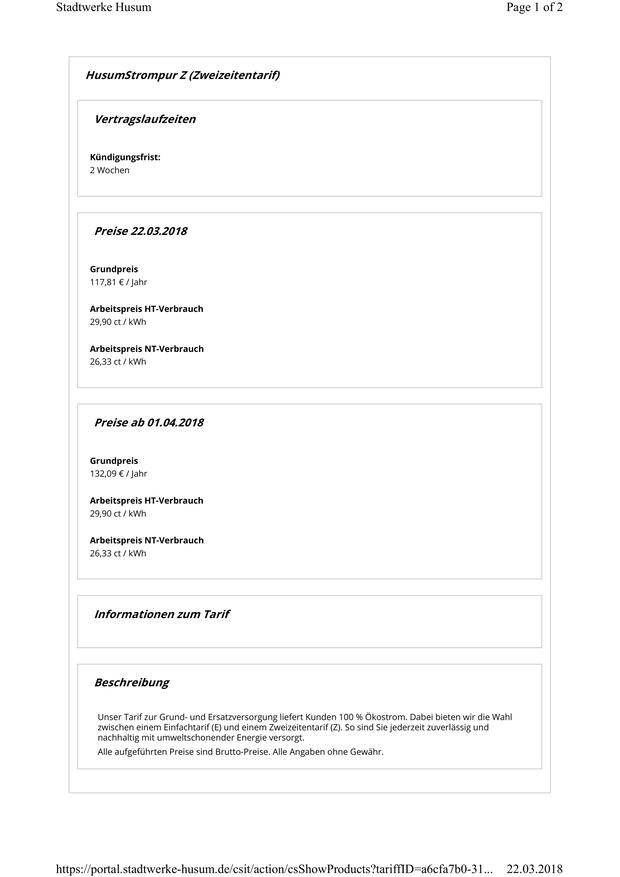 Stadtwerke Husum
Page 1 of 2
HusumStrompur Z (Zweizeitentarif)
Vertragslaufzeiten
Kündigungsfrist:
2 Wochen
Preise 22.03.2018
Grundpreis
117,81 € / Jahr
Arbeitspreis HT-Verbrauch
29,90 ct / kWh
Arbeitspreis NT-Verbrauch
26,33 ct / kWh
Preise ab 01.04.2018
Grundpreis
132,09 € / Jahr
Arbeitspreis HT-Verbrauch
29,90 ct / kWh
Arbeitspreis NT-Verbrauch
26,33 ct / kWh
Informationen zum Tarif
Beschreibung
Unser Tarif zur Grund- und Ersatzversorgung liefert Kunden 100 % Ökostrom. Dabei bieten wir die Wahl
zwischen einem Einfachtarif (E) und einem Zweizeitentarif (Z). So sind Sie jederzeit zuverlässig und
nachhaltig mit umweltschonender Energie versorgt.
Alle aufgeführten Preise sind Brutto-Preise. Alle Angaben ohne Gewähr.
https://portal.stadtwerke-husum.de/csit/action/csShowProducts?tariffID=a6cfa7b0-31...
22.03.2018